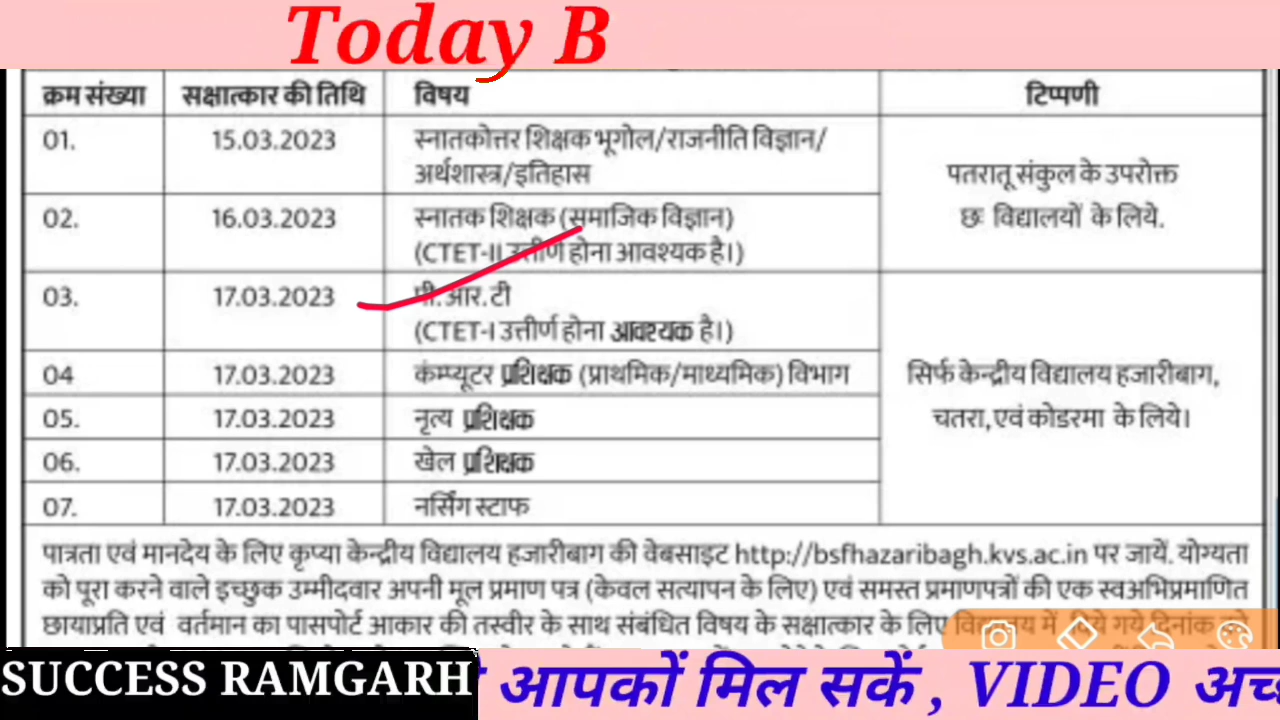 Today B
क्रम संख्या सक्षात्कार की तिथि विषय टिप्पणी
01. 15.03.2023 स्नातकोत्तर शिक्षक भूगोल/राजनीति विज्ञान/
अर्थशास्त्र/इतिहास
पतरातू संकुल के उपरोक्त
छः विद्यालयों के लिये.
02. 16.03.2023 स्नातक शिक्षक (समाजिक विज्ञान)
(CTET-II उत्तीर्ण होना आवश्यक है।)
03. 17.03.2023 पी. आर. टी
(CTET-I उत्तीर्ण होना आवश्यक है।)
04 17.03.2023 कंम्प्यूटर प्रशिक्षक (प्राथमिक/माध्यमिक) विभाग
सिर्फ केन्द्रीय विद्यालय हजारीबाग,
चतरा, एवं कोडरमा के लिये।
05. 17.03.2023 नृत्य प्रशिक्षक
06. 17.03.2023 खेल प्रशिक्षक
07. 17.03.2023 नर्सिंग स्टाफ
पात्रता एवं मानदेय के लिए कृप्या केन्द्रीय विद्यालय हजारीबाग की वेबसाइट http://bsfhazaribagh.kvs.ac.in पर जायें. योग्यता
को पूरा करने वाले इच्छुक उम्मीदवार अपनी मूल प्रमाण पत्र (केवल सत्यापन के लिए) एवं समस्त प्रमाणपत्रों की एक स्वअभिप्रमाणित
छायाप्रति एवं वर्तमान का पासपोर्ट आकार की तस्वीर के साथ संबंधित विषय के सक्षात्कार के लिए विद्यालय में दिये गये दिनांक
SUCCESS RAMGARH आपकों मिल सकें , VIDEO